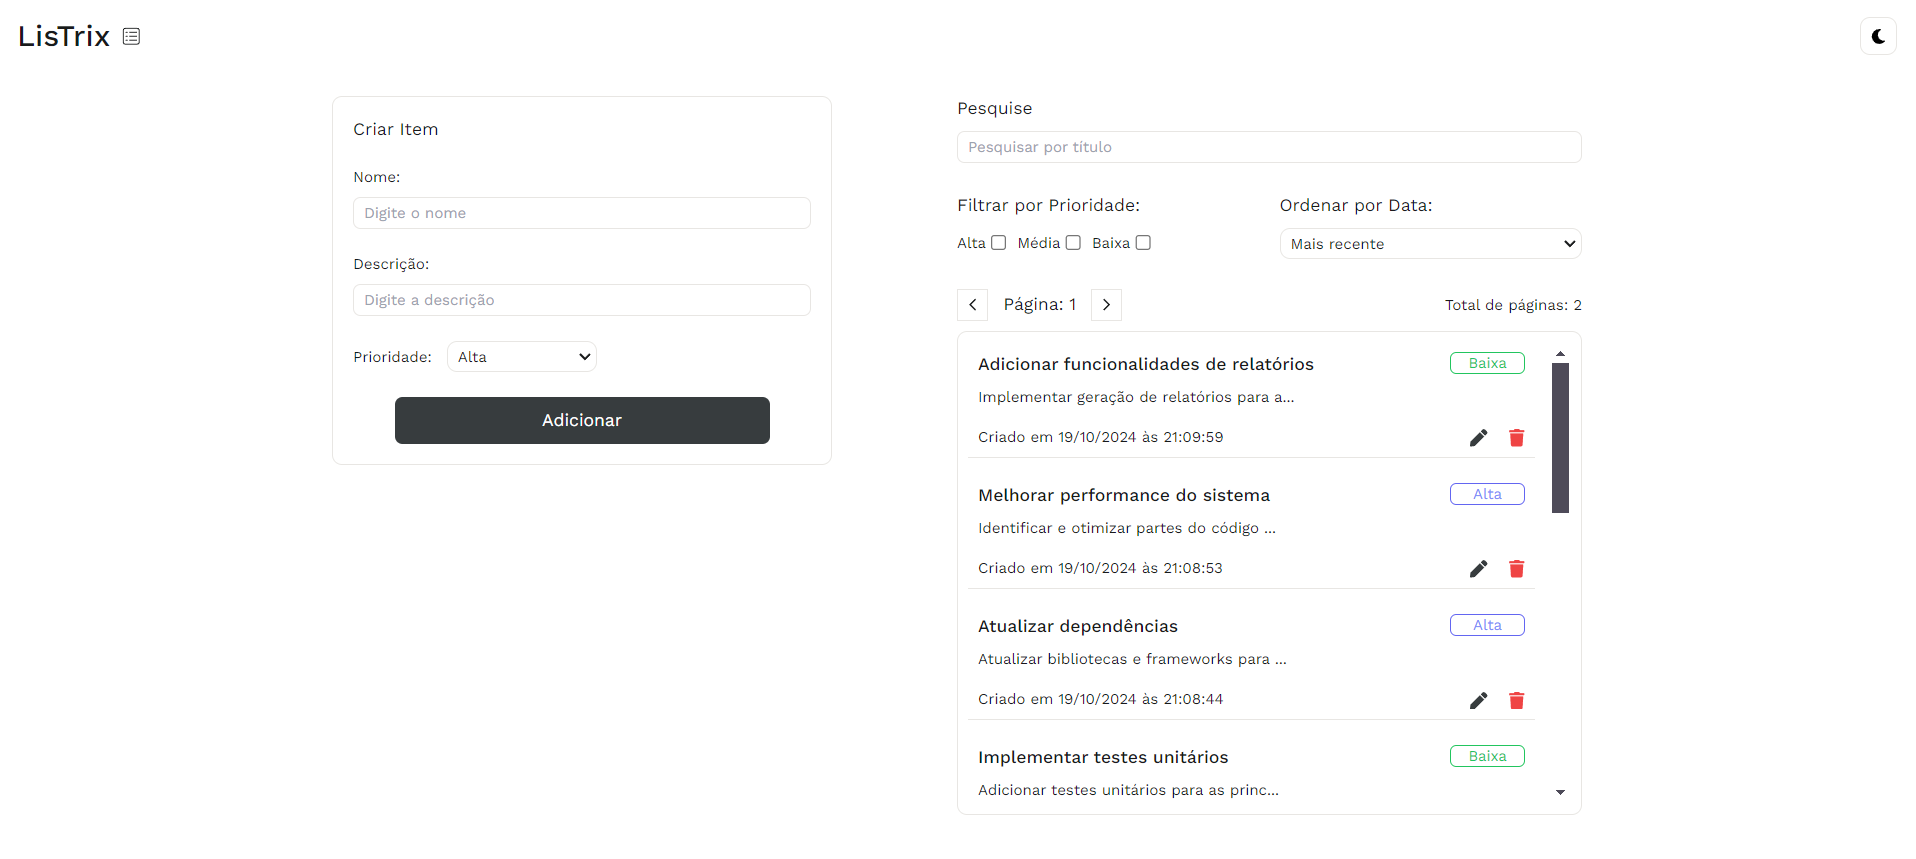 LisTrix
Criar Item
Nome:
Digite o nome
Descrição:
Digite a descrição
Prioridade: Alta
Adicionar
Pesquise
Pesquisar por título
Filtrar por Prioridade:
Alta Média Baixa
Ordenar por Data:
Mais recente
Página: 1
Total de páginas: 2
Adicionar funcionalidades de relatórios Baixa
Implementar geração de relatórios para a...
Criado em 19/10/2024 às 21:09:59
Melhorar performance do sistema Alta
Identificar e otimizar partes do código ...
Criado em 19/10/2024 às 21:08:53
Atualizar dependências Alta
Atualizar bibliotecas e frameworks para ...
Criado em 19/10/2024 às 21:08:44
Implementar testes unitários Baixa
Adicionar testes unitários para as princ...